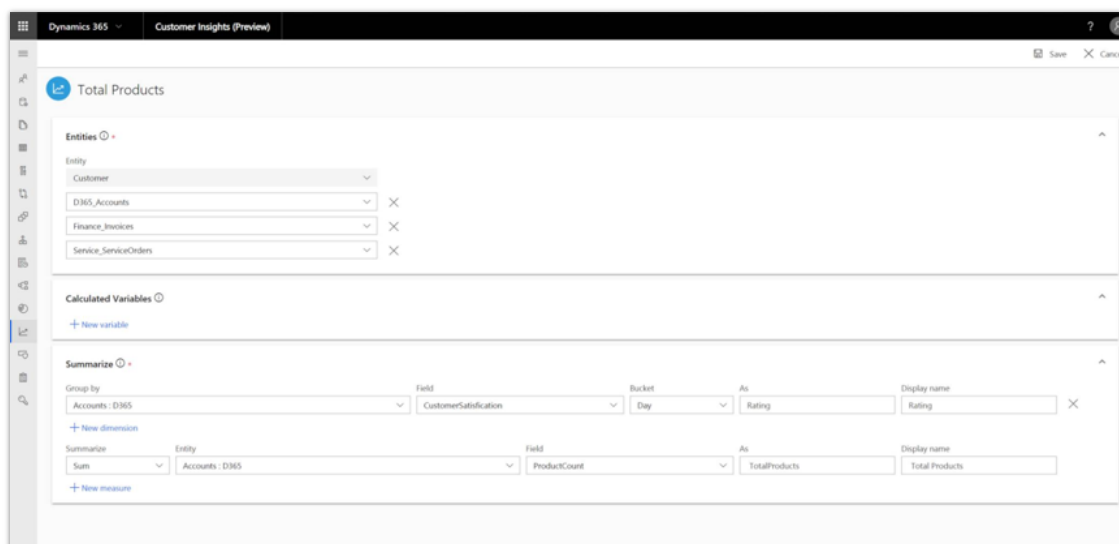 Dynamics 365 Customer Insights (Preview) ?
Save Canc
Total Products
Entities *
Entity
Customer
D365_Accounts
Finance_Invoices
Service_ServiceOrders
Calculated Variables
+ New variable
Summarize *
Group by Field Bucket As Display name
Accounts : D365 CustomerSatisfication Day Rating Rating
+ New dimension
Summarize Entity Field As Display name
Sum Accounts : D365 ProductCount TotalProducts Total Products
+ New measure